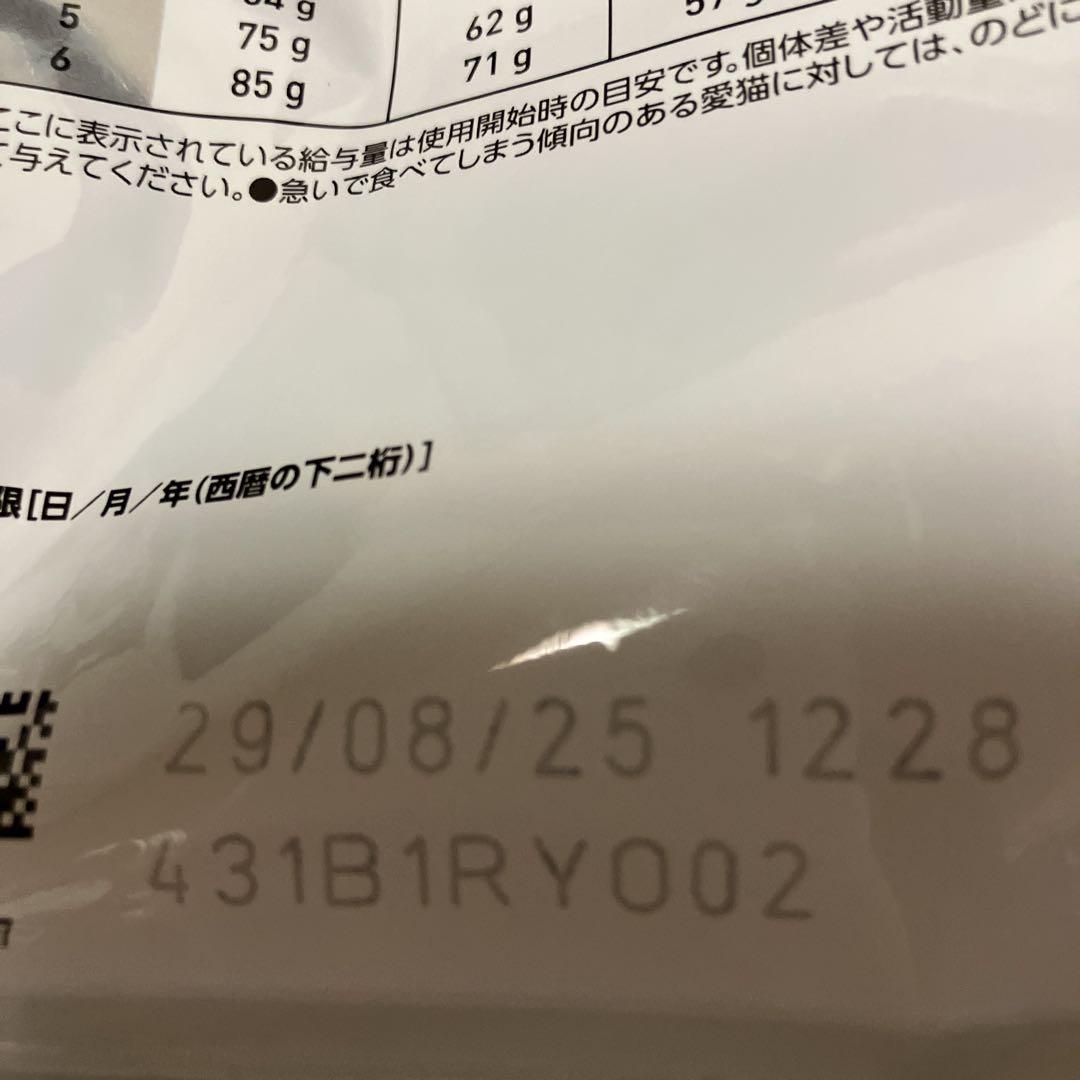 5 75 g 62 g
6 85 g 71 g
ここに表示されている給与量は使用開始時の目安です。個体差や活動量
与えてください。●急いで食べてしまう傾向のある愛猫に対しては、のどに
限[日／月／年(西暦の下二桁)]
29/08/25 1228
431B1RY002